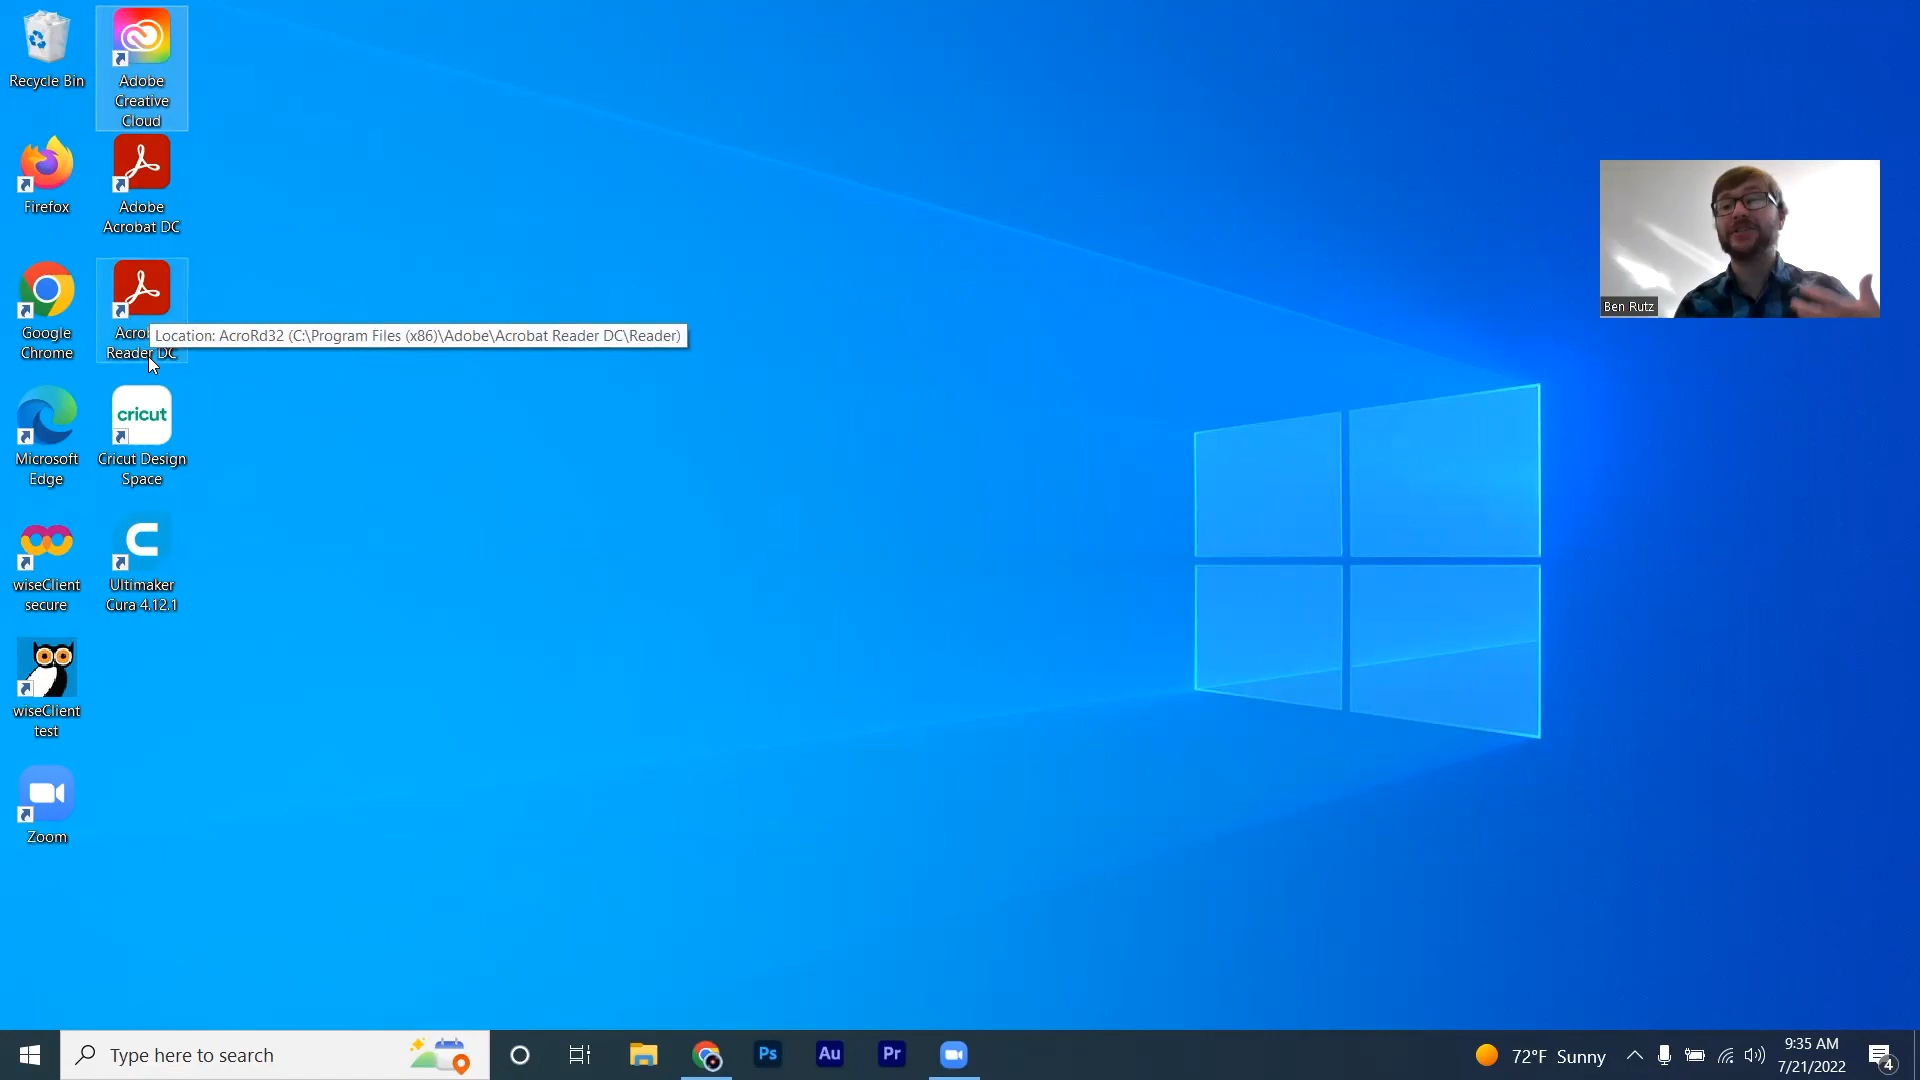 Recycle Bin
Adobe
Creative
Cloud
Firefox
Adobe
Acrobat DC
Google
Chrome
Acro
Reader DC
Location: AcroRd32 (C:\Program Files (x86)\Adobe\Acrobat Reader DC\Reader)
Microsoft
Edge
cricut
Cricut Design
Space
wiseClient
secure
C
Ultimaker
Cura 4.12.1
wiseClient
test
Zoom
Ben Rutz
Type here to search
Ps
Au
Pr
72°F Sunny
9:35 AM
7/21/2022
4